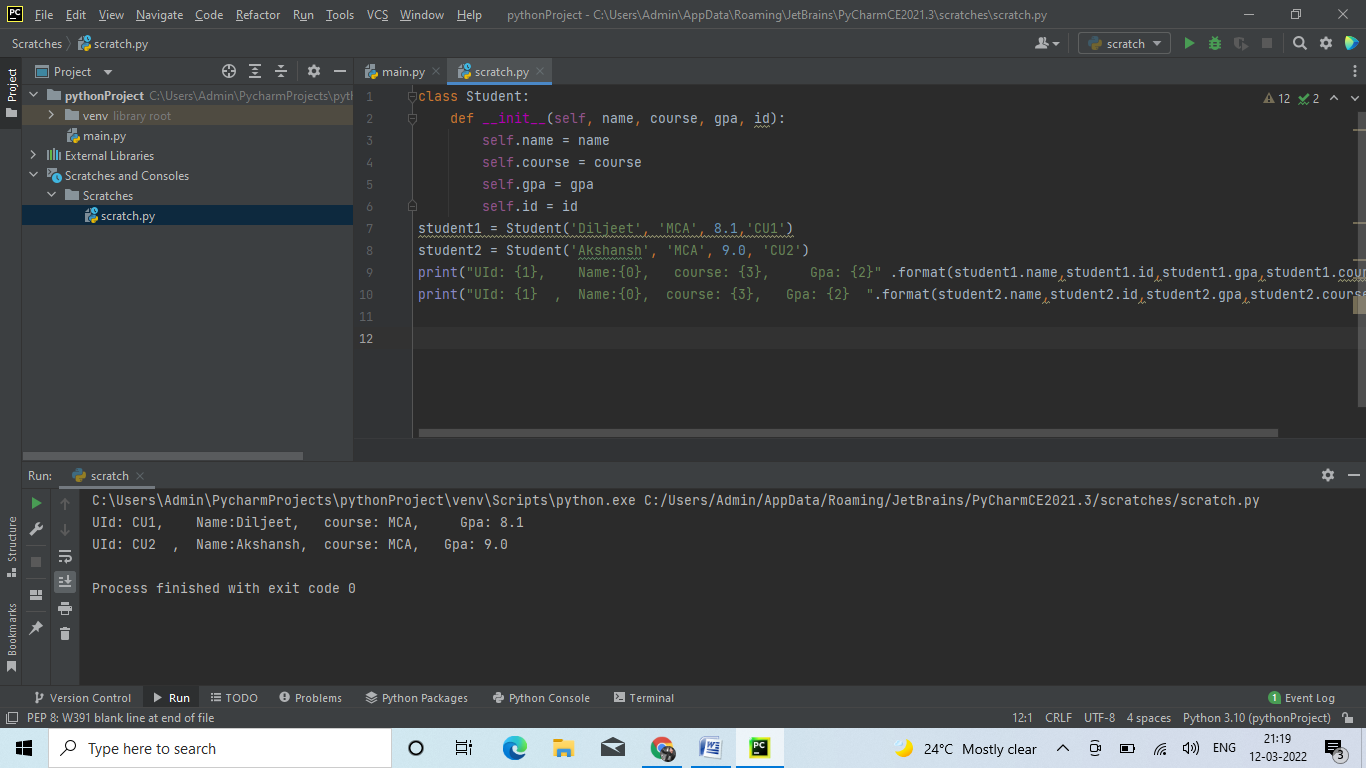 PC File Edit View Navigate Code Refactor Run Tools VCS Window Help pythonProject - C:\Users\Admin\AppData\Roaming\JetBrains\PyCharmCE2021.3\scratches\scratch.py
Scratches scratch.py scratch
Project Project main.py scratch.py
pythonProject C:\Users\Admin\PycharmProjects\pyth
venv library root
main.py
External Libraries
Scratches and Consoles
Scratches
scratch.py
12 2
1 class Student:
2 def __init__(self, name, course, gpa, id):
3 self.name = name
4 self.course = course
5 self.gpa = gpa
6 self.id = id
7 student1 = Student('Diljeet', 'MCA', 8.1,'CU1')
8 student2 = Student('Akshansh', 'MCA', 9.0, 'CU2')
9 print("UId: {1},    Name:{0},   course: {3},     Gpa: {2}" .format(student1.name,student1.id,student1.gpa,student1.cour
10 print("UId: {1}  ,  Name:{0},  course: {3},   Gpa: {2}  ".format(student2.name,student2.id,student2.gpa,student2.course
11
12
Run: scratch
C:\Users\Admin\PycharmProjects\pythonProject\venv\Scripts\python.exe C:/Users/Admin/AppData/Roaming/JetBrains/PyCharmCE2021.3/scratches/scratch.py
UId: CU1,    Name:Diljeet,   course: MCA,     Gpa: 8.1
UId: CU2  ,  Name:Akshansh,  course: MCA,   Gpa: 9.0
Process finished with exit code 0
Structure
Bookmarks
Version Control Run TODO Problems Python Packages Python Console Terminal 1 Event Log
PEP 8: W391 blank line at end of file 12:1 CRLF UTF-8 4 spaces Python 3.10 (pythonProject)
Type here to search W PC 24°C Mostly clear ENG 21:19
12-03-2022 3